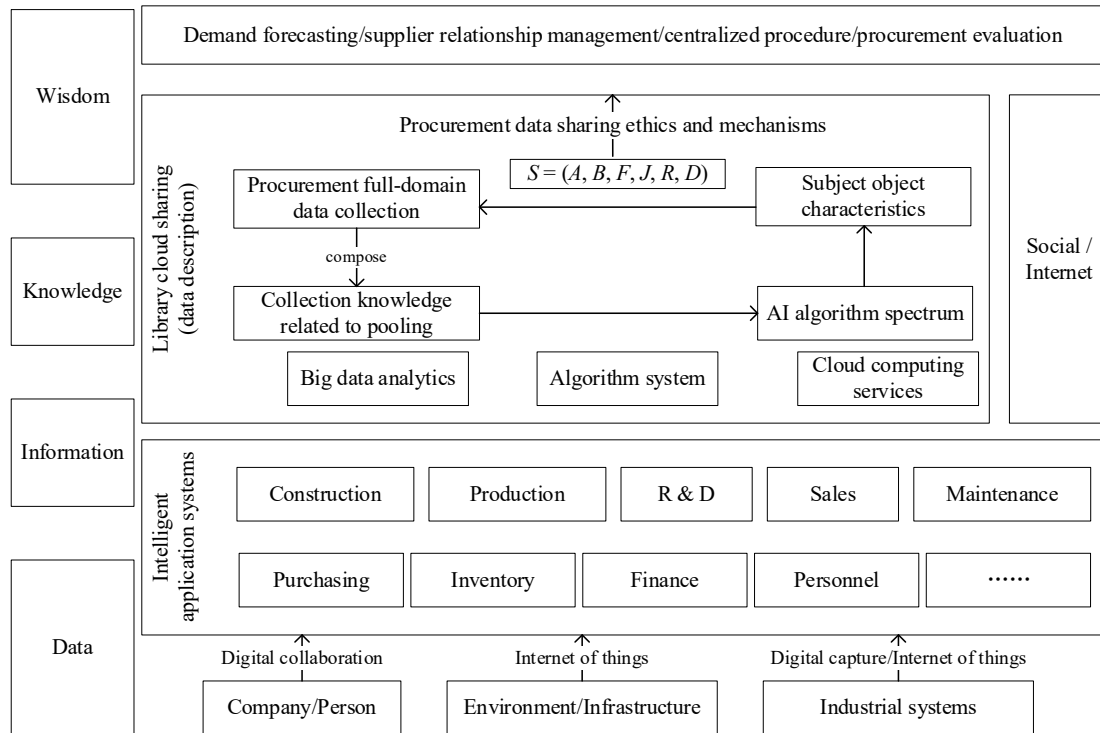 Demand forecasting/supplier relationship management/centralized procedure/procurement evaluation
Wisdom
Procurement data sharing ethics and mechanisms
S = (A, B, F, J, R, D)
Library cloud sharing
(data description)
Procurement full-domain
data collection
Subject object
characteristics
compose
Collection knowledge
related to pooling
AI algorithm spectrum
Big data analytics
Algorithm system
Cloud computing
services
Social /
Internet
Knowledge
Information
Intelligent
application systems
Construction
Production
R & D
Sales
Maintenance
Purchasing
Inventory
Finance
Personnel
······
Data
Digital collaboration
Internet of things
Digital capture/Internet of things
Company/Person
Environment/Infrastructure
Industrial systems